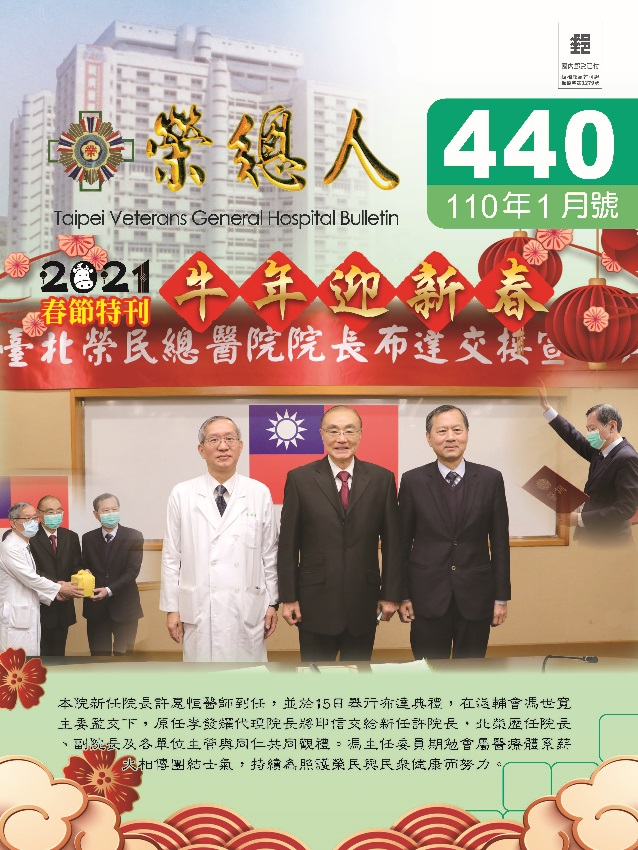 郵
國內郵資已付
榮總人
Taipei Veterans General Hospital Bulletin
440
110年1月號
2021
春節特刊
牛年迎新春
臺北榮民總醫院院長布達交接宣
本院新任院長許惠恒醫師到任，並於15日舉行布達典禮，在退輔會馮世寬
主委監交下，原任李發耀代理院長將印信交給新任許院長，北榮歷任院長
、副院長及各單位主管與同仁共同觀禮。馮主任委員期勉會屬醫療體系薪
火相傳團結士氣，持續為照護榮民與民眾健康而努力。